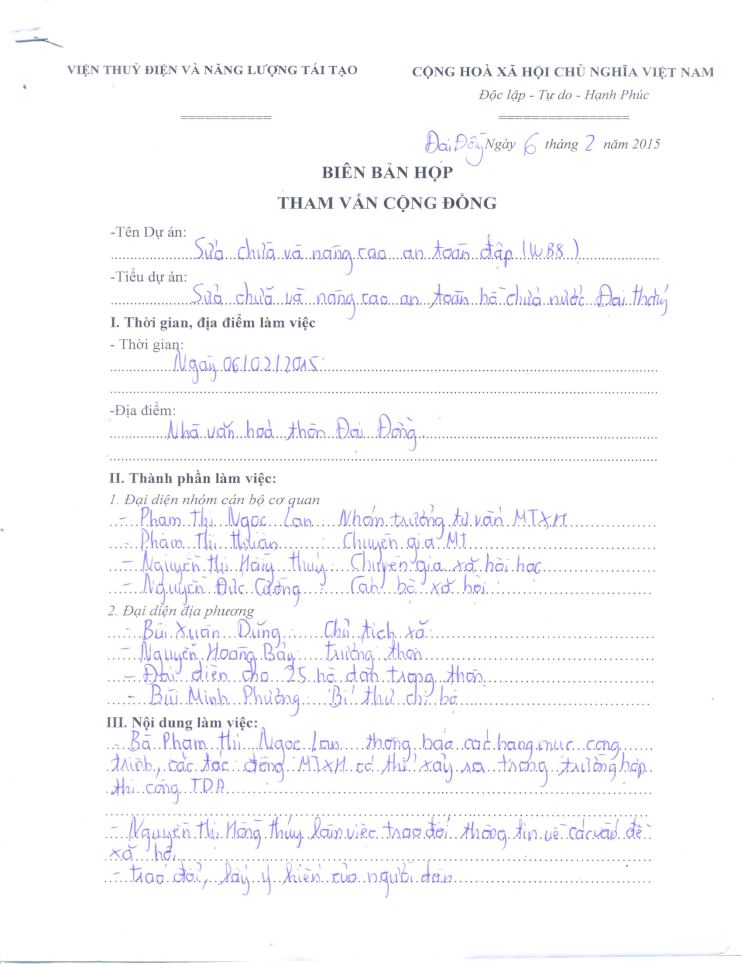 VIỆN THUỶ ĐIỆN VÀ NĂNG LƯỢNG TÁI TẠO
CỘNG HOÀ XÃ HỘI CHỦ NGHĨA VIỆT NAM
Độc lập - Tự do - Hạnh Phúc
Đại Đồng Ngày 6 tháng 2 năm 2015
BIÊN BẢN HỌP
THAM VẤN CỘNG ĐỒNG
-Tên Dự án:
Sửa chữa và nâng cao an toàn đập (WB8)
-Tiểu dự án:
Sửa chữa và nâng cao an toàn hồ chứa nước Đại thắng
I. Thời gian, địa điểm làm việc
- Thời gian:
Ngày 06/02/2015
-Địa điểm:
Nhà văn hoá thôn Đại Đồng
II. Thành phần làm việc:
1. Đại diện nhóm cán bộ cơ quan
- Phạm Thị Ngọc Lan : Nhóm trưởng tư vấn MTXH
- Phạm Thị thuần : Chuyên gia MT
- Nguyễn Thị Hồng thuý : Chuyên gia xã hội học
- Nguyễn Đức Cường : Cán bộ xã hội
2. Đại diện địa phương
- Bùi Xuân Dũng : Chủ tịch xã
- Nguyễn Hoàng Bảy : trưởng thôn
- Đại diện cho 25 hộ dân trong thôn
- Bùi Minh Phường : Bí thư chi bộ
III. Nội dung làm việc:
- Bà Phạm Thị Ngọc Lan thông báo các hạng mục công
trình, các tác động MTXH có thể xảy ra trong trường hợp
thi công TDA
- Nguyễn Thị Hồng thúy làm việc trao đổi thông tin về các vấn đề
xã hội
- trao đổi, lấy ý kiến của người dân